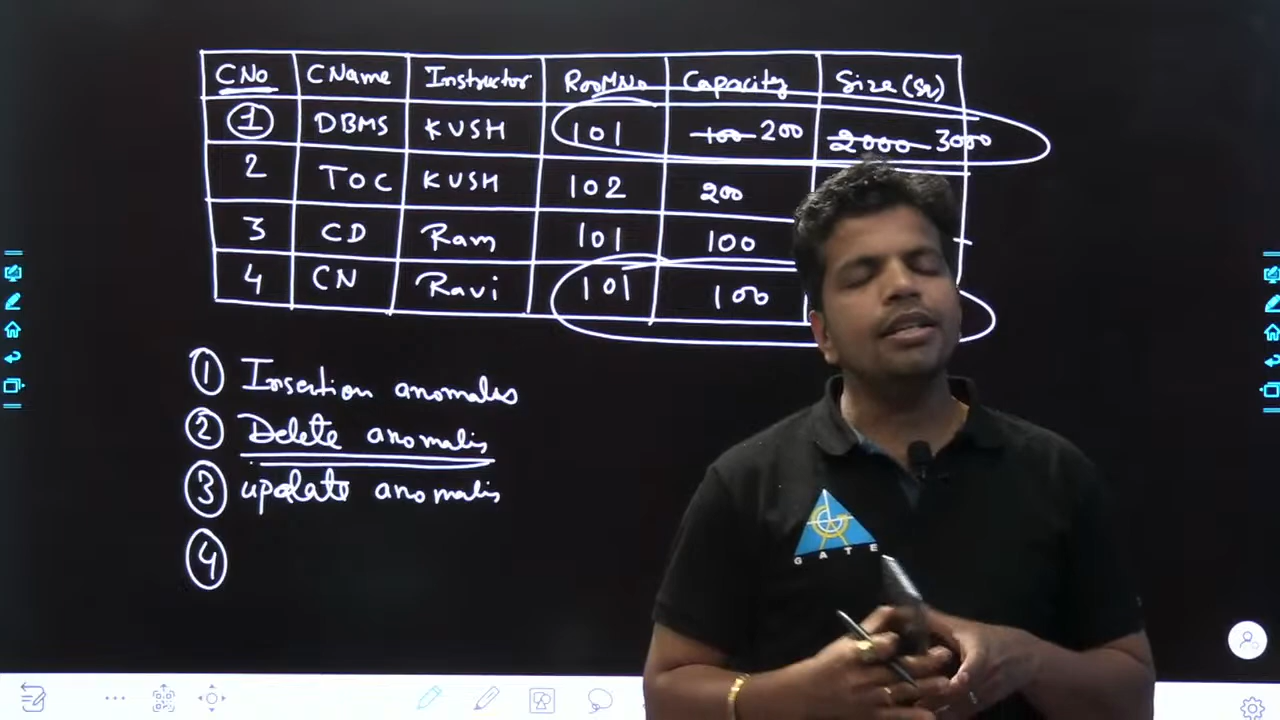 CNo CName Instructor RooMNo Capacity Size(Sq)
1 DBMS KUSH 101 100 200 2000 3000
2 TOC KUSH 102 200
3 CD Ram 101 100
4 CN Ravi 101 100
1 Insertion anomalies
2 Delete anomalis
3 update anomalis
4
GATE